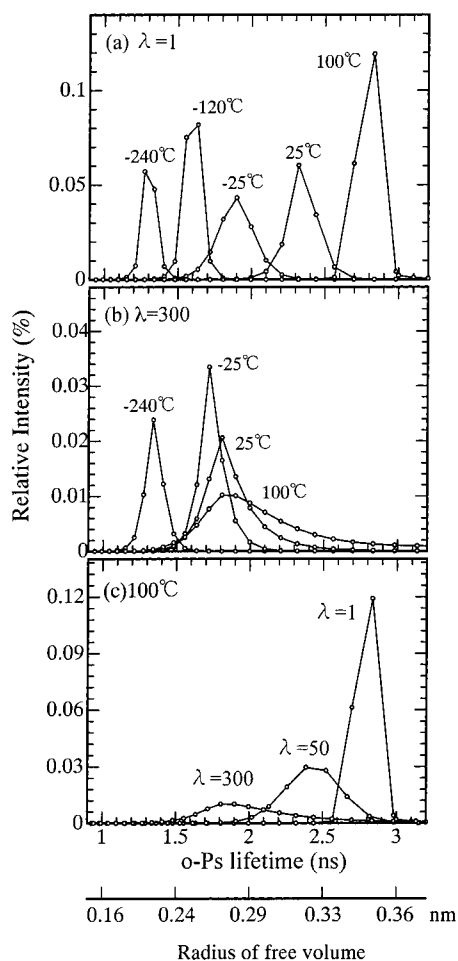 (a) λ=1
100℃
-120℃
-240℃
-25℃
25℃
0.1
0.05
0
(b) λ=300
-25℃
-240℃
25℃
100℃
0.04
0.03
0.02
0.01
0
Relative Intensity (%)
(c)100℃
λ=1
λ=50
λ=300
0.12
0.09
0.06
0.03
0
1 1.5 2 2.5 3
o-Ps lifetime (ns)
0.16 0.24 0.29 0.33 0.36 nm
Radius of free volume